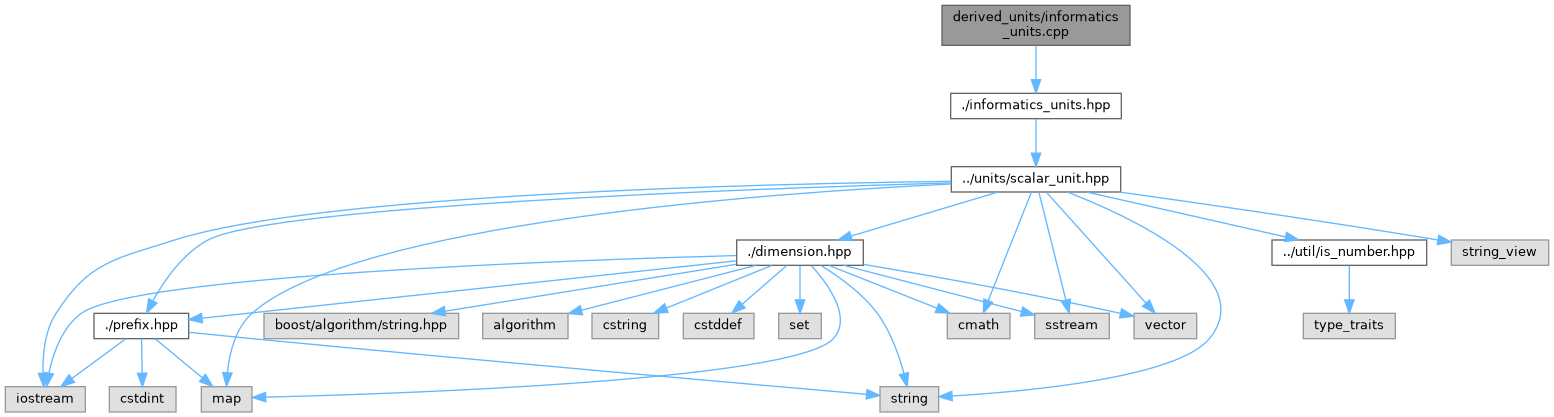 derived_units/informatics
_units.cpp
./informatics_units.hpp
../units/scalar_unit.hpp
./dimension.hpp
../util/is_number.hpp
string_view
./prefix.hpp
boost/algorithm/string.hpp
algorithm
cstring
cstddef
set
cmath
sstream
vector
type_traits
iostream
cstdint
map
string